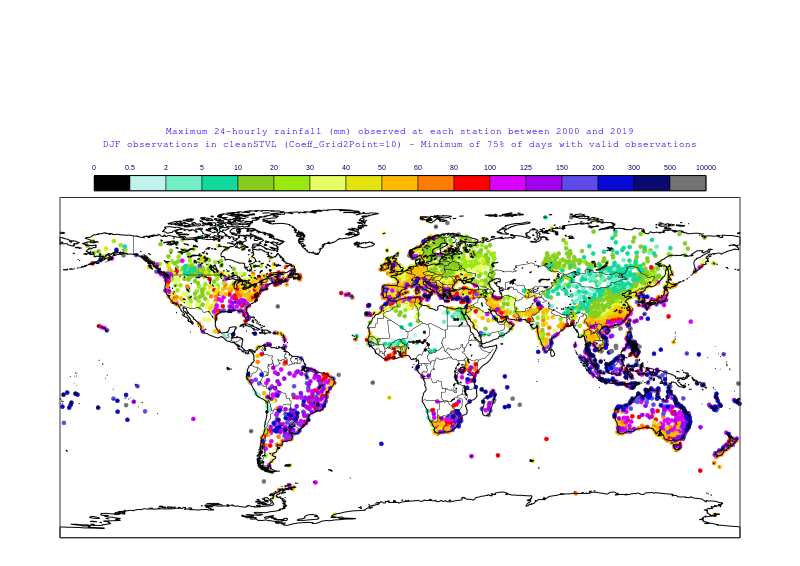 Maximum 24-hourly rainfall (mm) observed at each station between 2000 and 2019
DJF observations in cleanSTVL (Coeff_Grid2Point=10) - Minimum of 75% of days with valid observations
0 0.5 2 5 10 20 30 40 50 60 80 100 125 150 200 300 500 10000